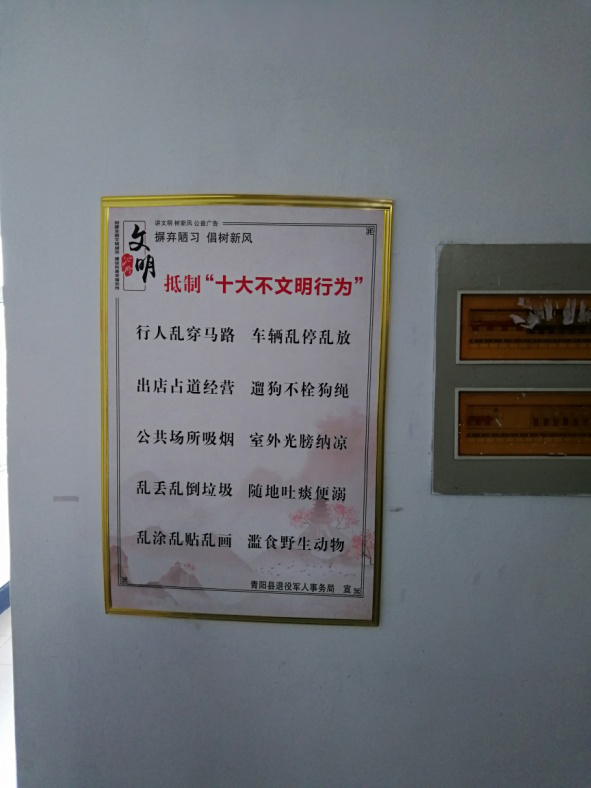 讲文明 树新风 公益广告
摒弃陋习 倡树新风
文明
抵制“十大不文明行为”
行人乱穿马路 车辆乱停乱放
出店占道经营 遛狗不栓狗绳
公共场所吸烟 室外光膀纳凉
乱丢乱倒垃圾 随地吐痰便溺
乱涂乱贴乱画 滥食野生动物
青阳县退役军人事务局 宣